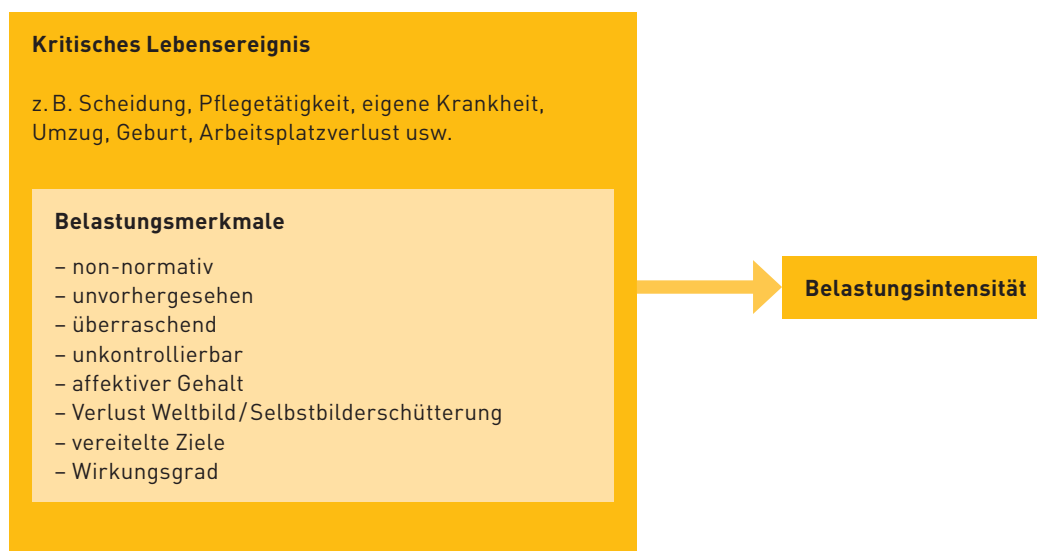 Kritisches Lebensereignis
z. B. Scheidung, Pflegetätigkeit, eigene Krankheit,
Umzug, Geburt, Arbeitsplatzverlust usw.
Belastungsmerkmale
– non-normativ
– unvorhergesehen
– überraschend
– unkontrollierbar
– affektiver Gehalt
– Verlust Weltbild/Selbstbilderschütterung
– vereitelte Ziele
– Wirkungsgrad
Belastungsintensität